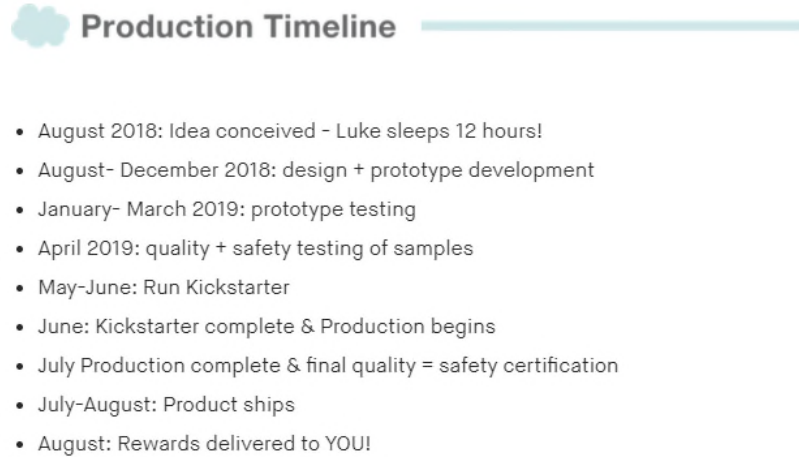 Production Timeline
• August 2018: Idea conceived - Luke sleeps 12 hours!
• August- December 2018: design + prototype development
• January- March 2019: prototype testing
• April 2019: quality + safety testing of samples
• May-June: Run Kickstarter
• June: Kickstarter complete & Production begins
• July Production complete & final quality = safety certification
• July-August: Product ships
• August: Rewards delivered to YOU!